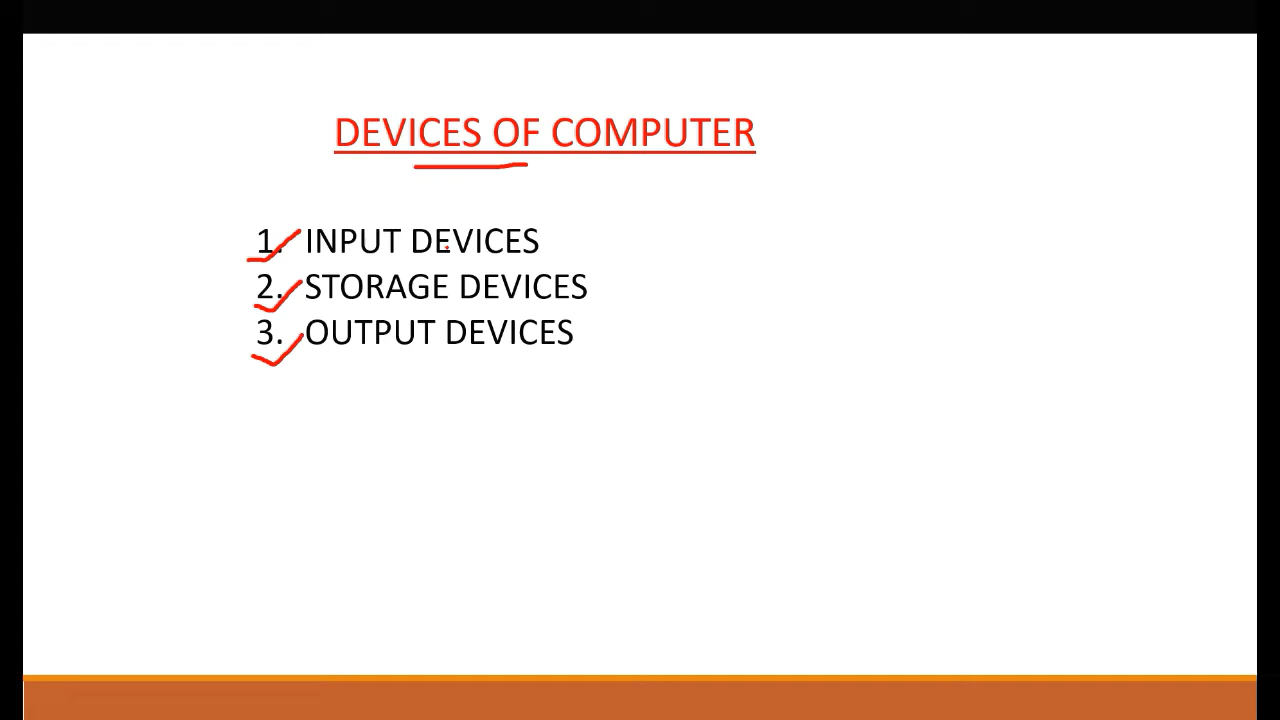 DEVICES OF COMPUTER
1. INPUT DEVICES
2. STORAGE DEVICES
3. OUTPUT DEVICES